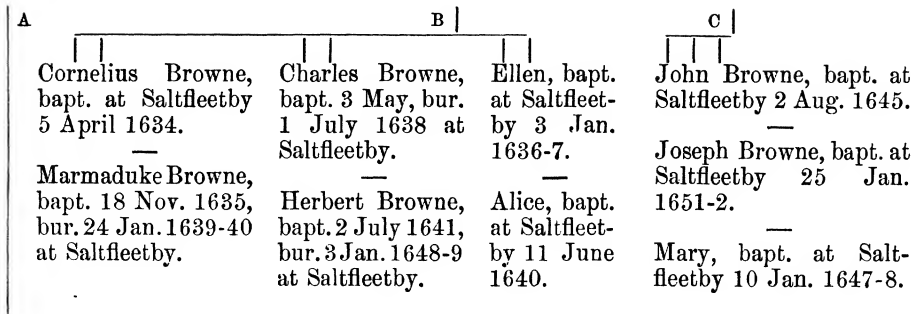 A B C
Cornelius Browne,
bapt. at Saltfleetby
5 April 1634.
Marmaduke Browne,
bapt. 18 Nov. 1635,
bur. 24 Jan. 1639-40
at Saltfleetby.
Charles Browne,
bapt. 3 May, bur.
1 July 1638 at
Saltfleetby.
Herbert Browne,
bapt. 2 July 1641,
bur. 3 Jan. 1648-9
at Saltfleetby.
Ellen, bapt.
at Saltfleet-
by 3 Jan.
1636-7.
Alice, bapt.
at Saltfleet-
by 11 June
1640.
John Browne, bapt. at
Saltfleetby 2 Aug. 1645.
Joseph Browne, bapt. at
Saltfleetby 25 Jan.
1651-2.
Mary, bapt. at Salt-
fleetby 10 Jan. 1647-8.